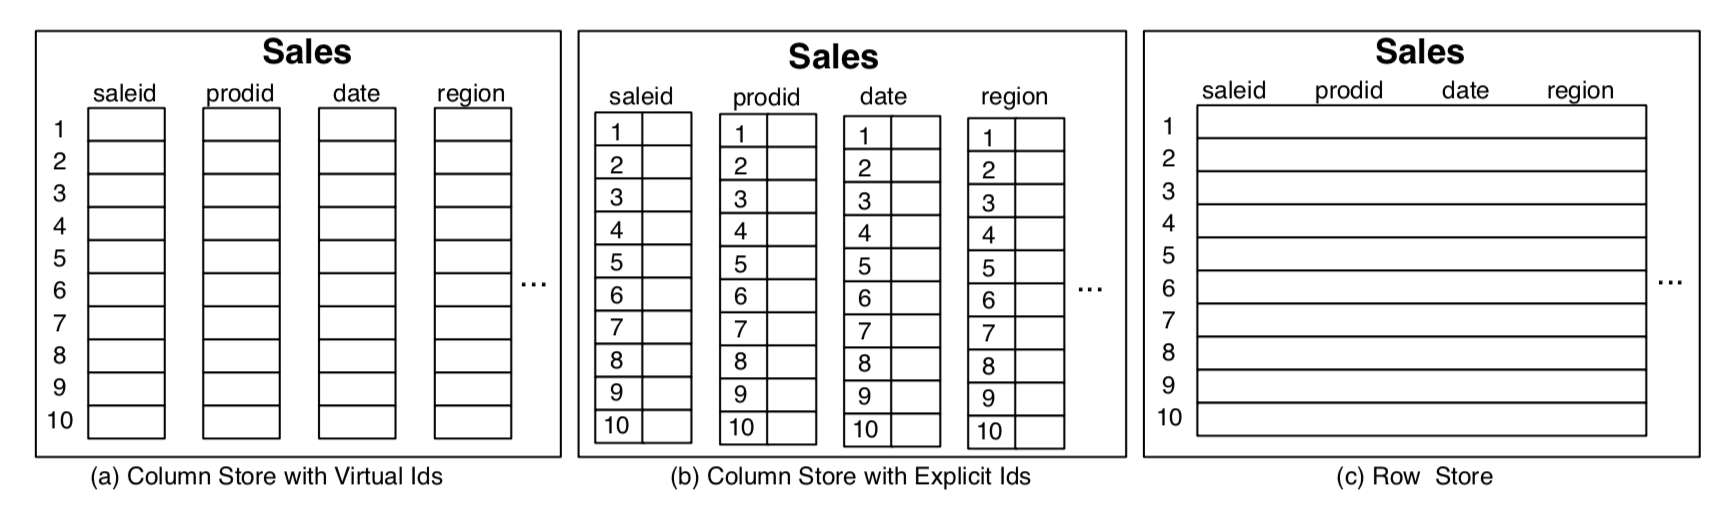 Sales
saleid prodid date region
1
2
3
4
5
6
7
8
9
10
...
(a) Column Store with Virtual Ids
Sales
saleid prodid date region
1 1 1 1
2 2 2 2
3 3 3 3
4 4 4 4
5 5 5 5
6 6 6 6
7 7 7 7
8 8 8 8
9 9 9 9
10 10 10 10
...
(b) Column Store with Explicit Ids
Sales
saleid prodid date region
1
2
3
4
5
6
7
8
9
10
...
(c) Row Store